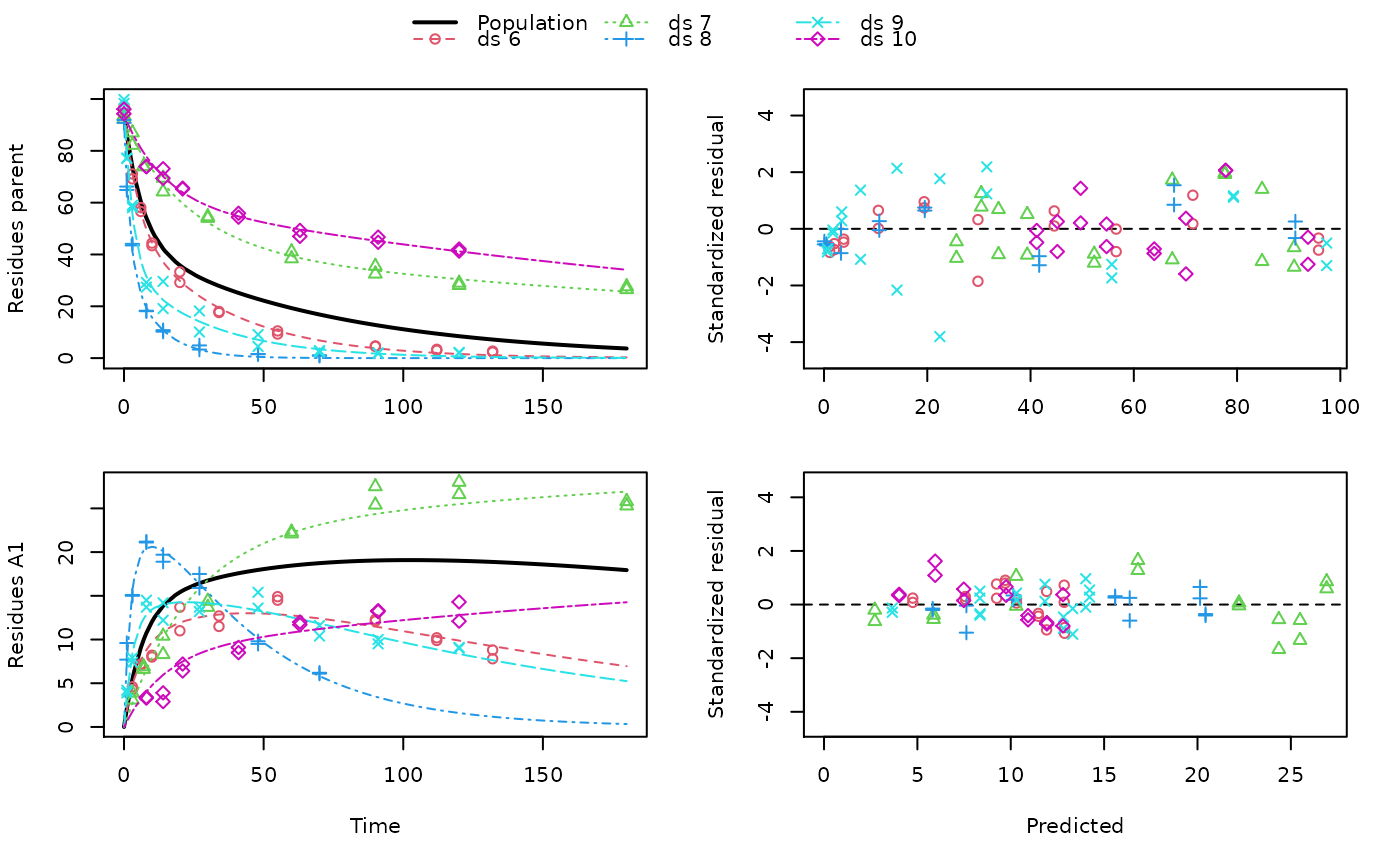 Population ds 7 ds 9
ds 6 ds 8 ds 10
Residues parent
0 20 40 60 80
0 50 100 150
Standardized residual
-4 -2 0 2 4
0 20 40 60 80 100
Residues A1
0 5 10 20
0 50 100 150
Time
Standardized residual
-4 -2 0 2 4
0 5 10 15 20 25
Predicted